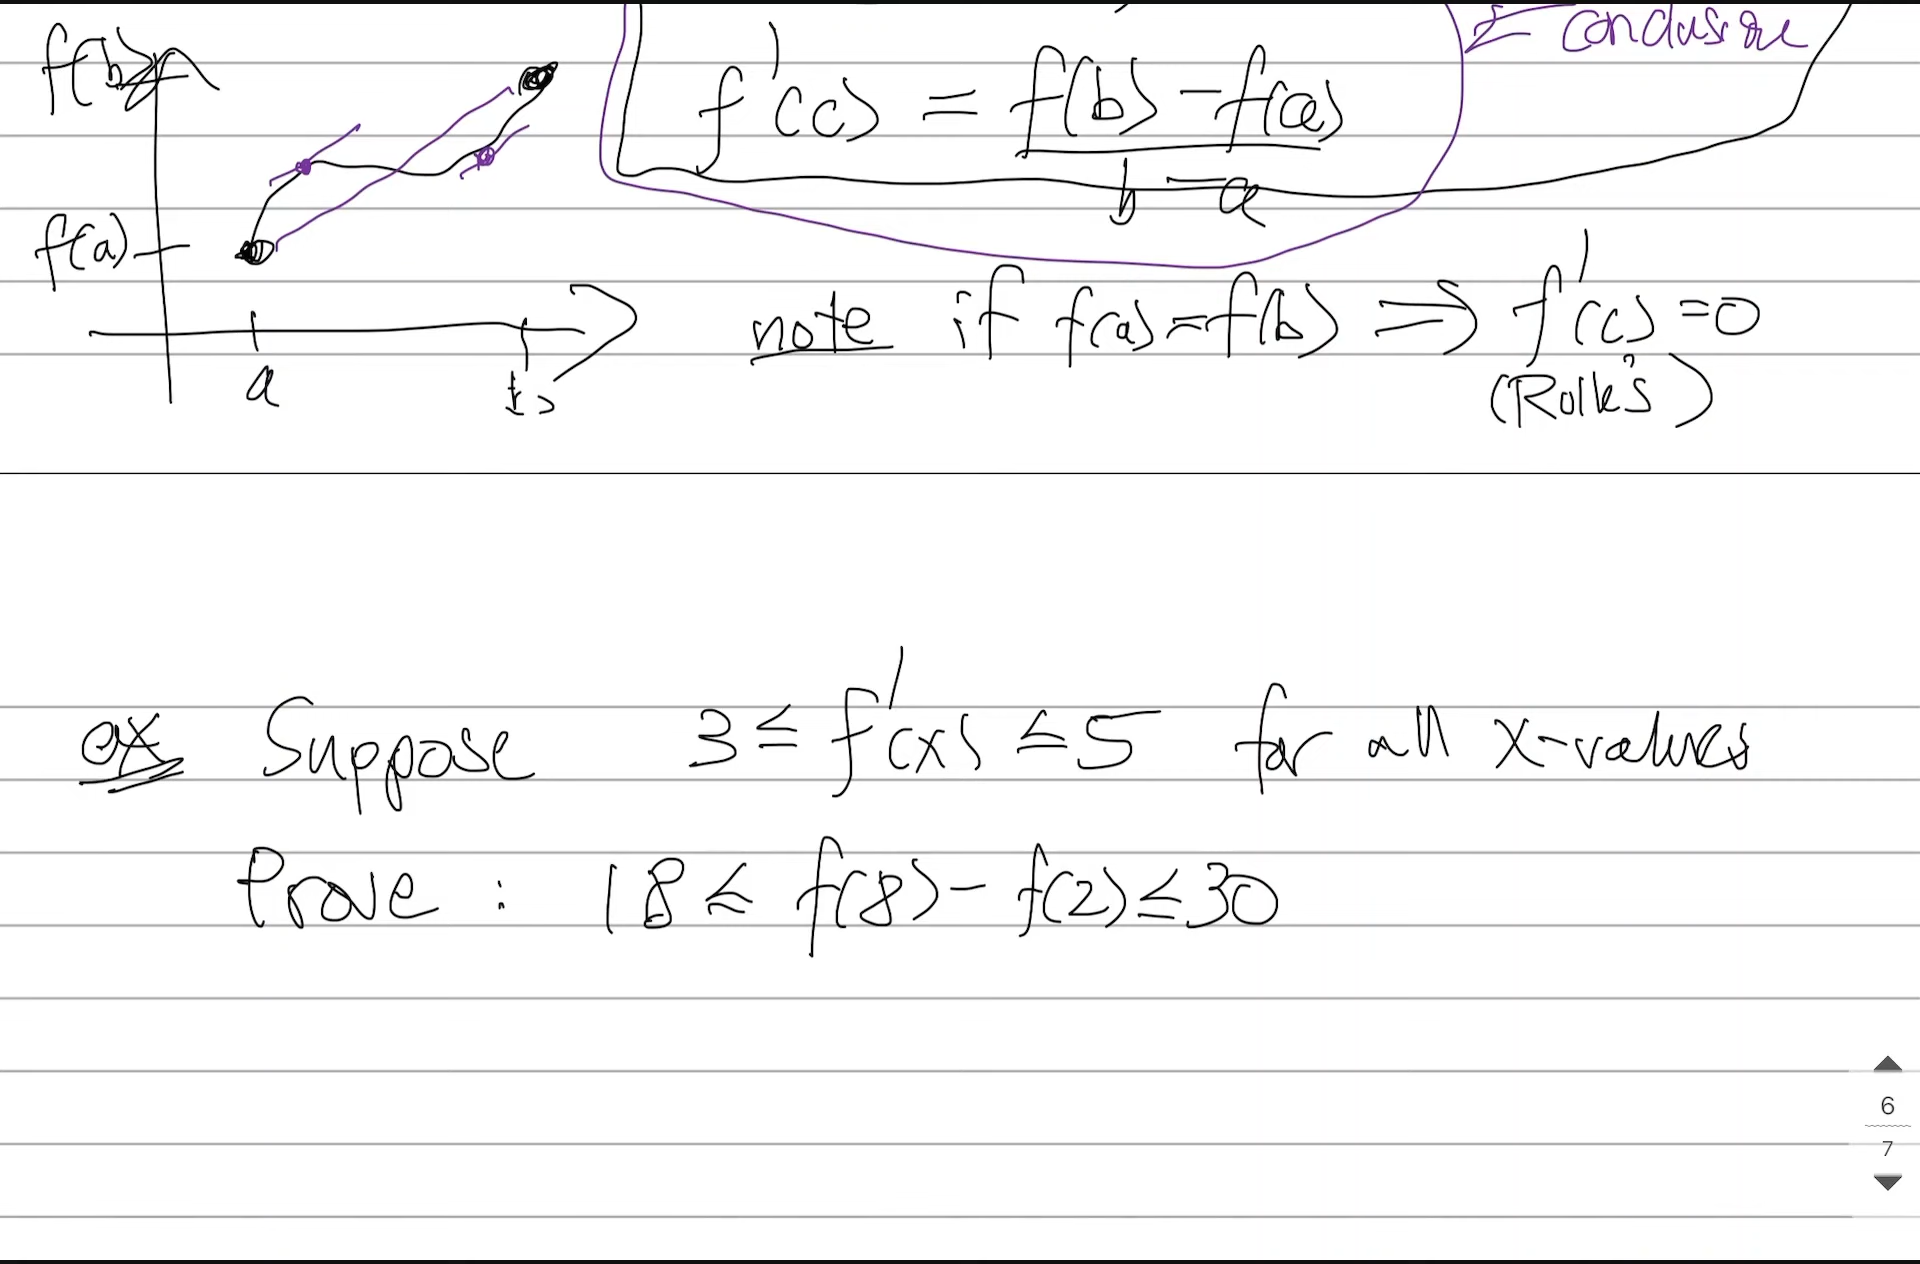 f(b)
← conclusion
f'(c) = f(b) - f(a)
b - a
f(a)
note if f(a) = f(b) ⇒ f'(c) = 0
a b (Rolle's)
ex Suppose 3 ≤ f'(x) ≤ 5 for all x-values
Prove : 18 ≤ f(8) - f(2) ≤ 30
6
7